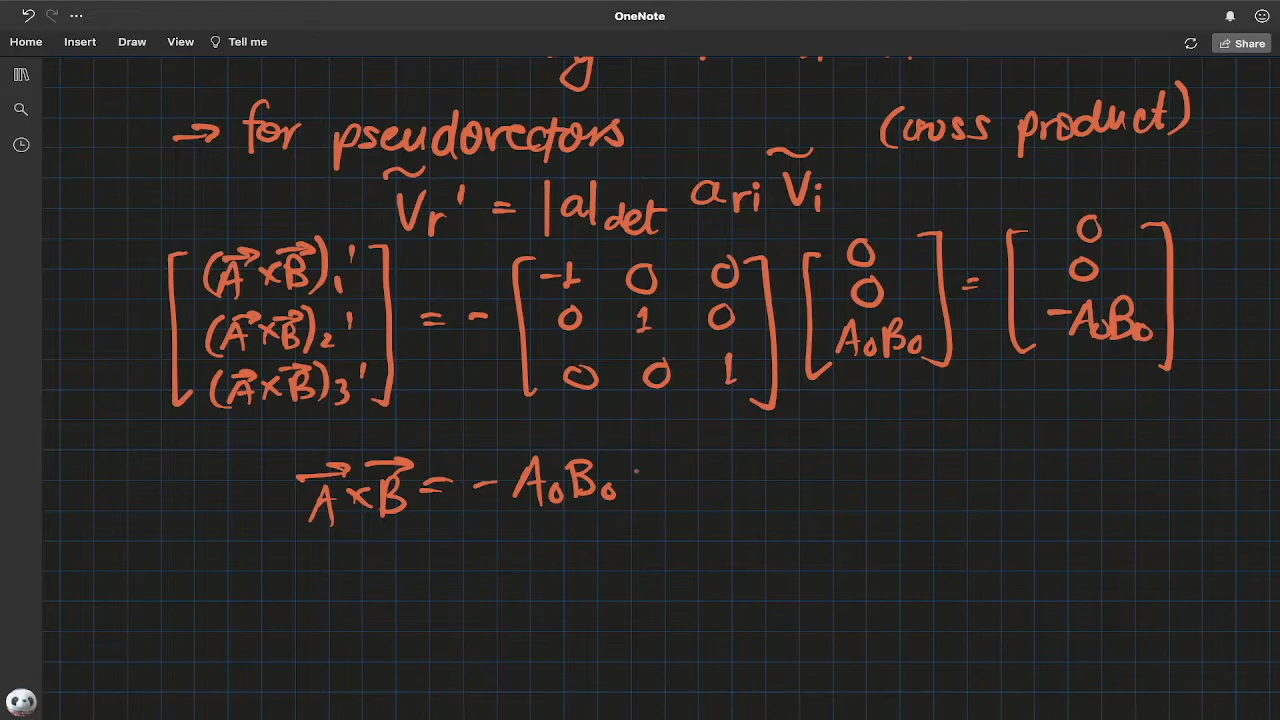 OneNote
Home Insert Draw View Tell me Share
→ for pseudovectors (cross product)
Ṽr' = |a|det ari Ṽi
[(A⃗×B⃗)1' = - [-1 0 0 [0 = [0
(A⃗×B⃗)2' 0 1 0 0 0
(A⃗×B⃗)3'] 0 0 1] A0B0] -A0B0]
A⃗×B⃗ = - A0B0